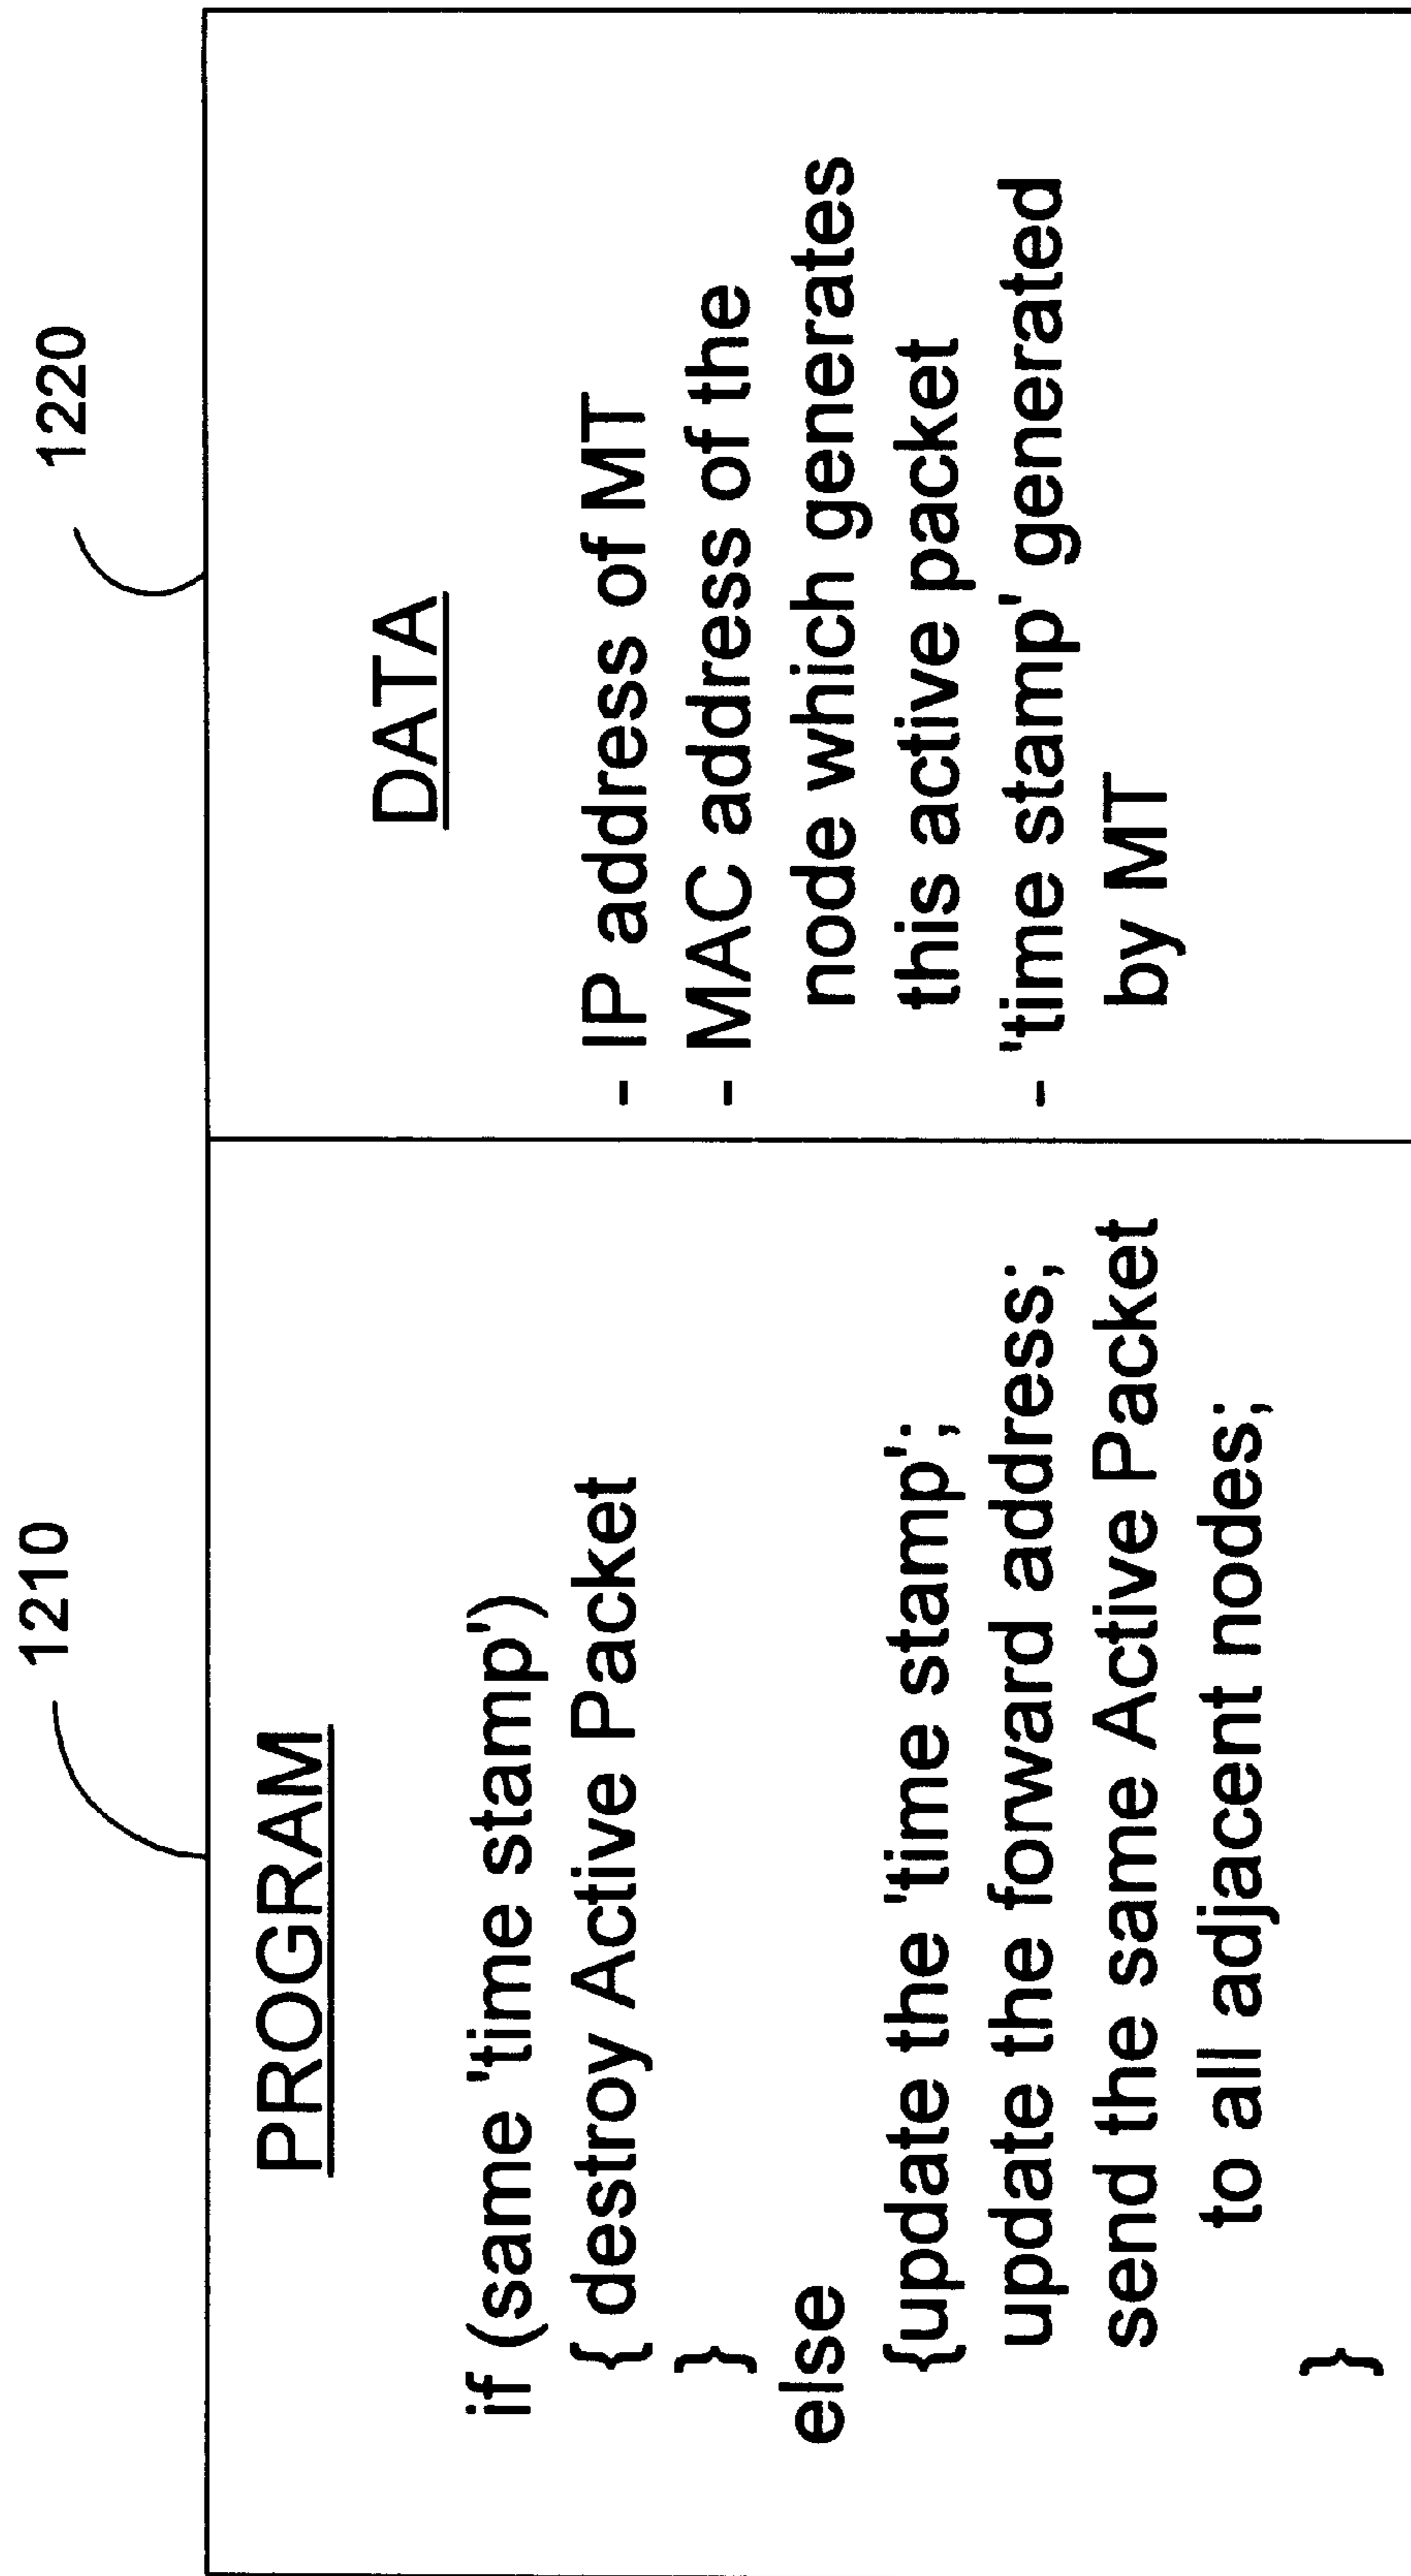 1210
PROGRAM
if (same 'time stamp')
{ destroy Active Packet
}
else
{update the 'time stamp';
update the forward address;
send the same Active Packet
to all adjacent nodes;
}
1220
DATA
- IP address of MT
- MAC address of the
node which generates
this active packet
- 'time stamp' generated
by MT